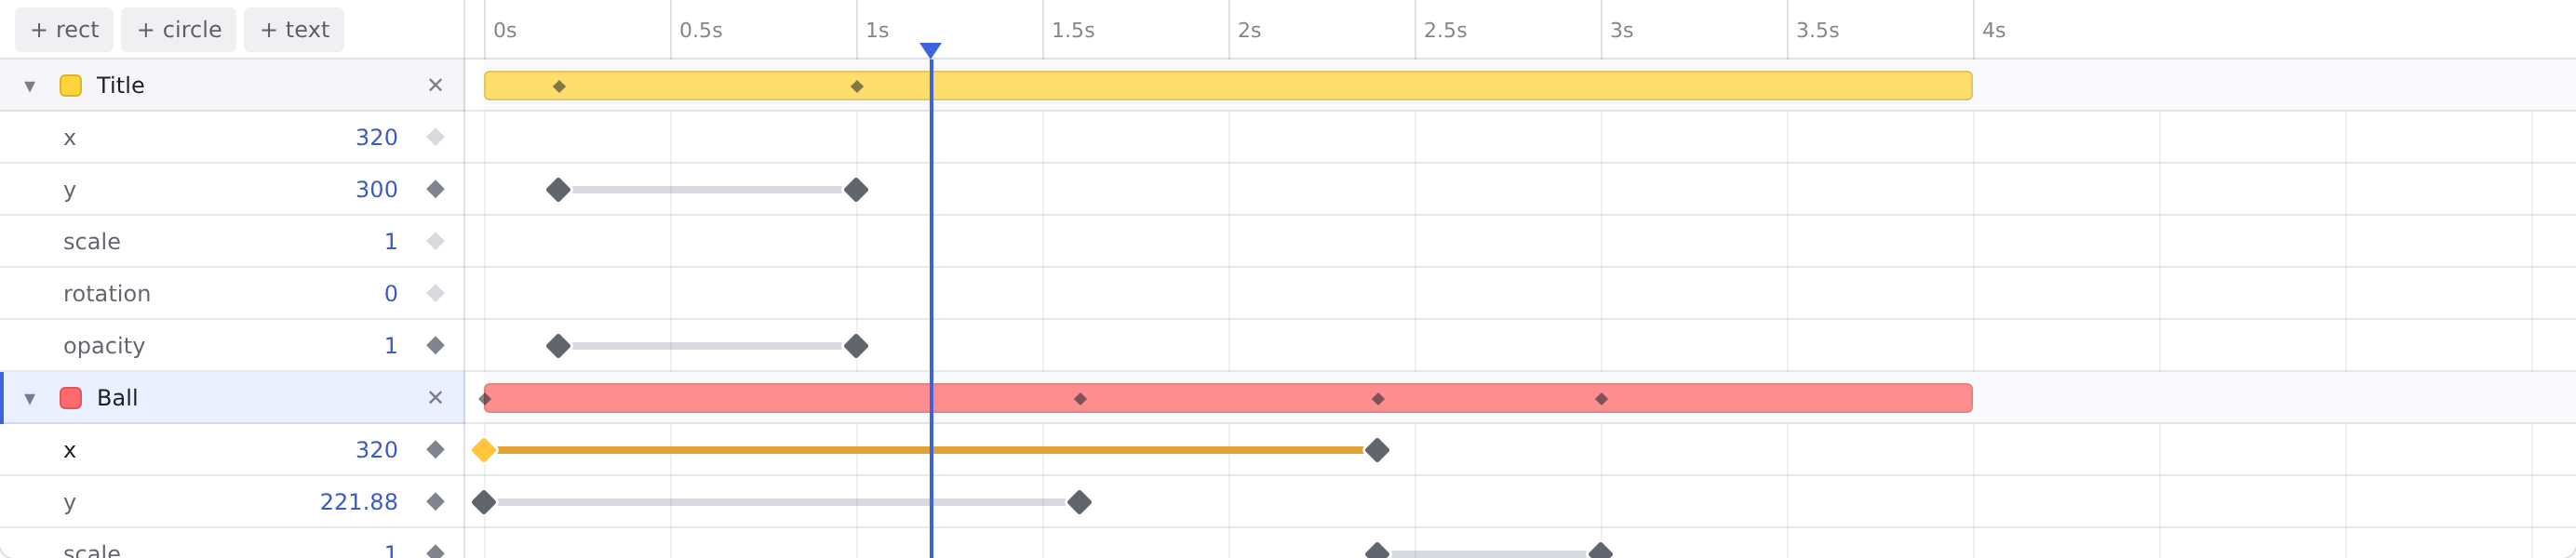 + rect + circle + text 0s 0.5s 1s 1.5s 2s 2.5s 3s 3.5s 4s
Title
x 320
y 300
scale 1
rotation 0
opacity 1
Ball
x 320
y 221.88
scale 1